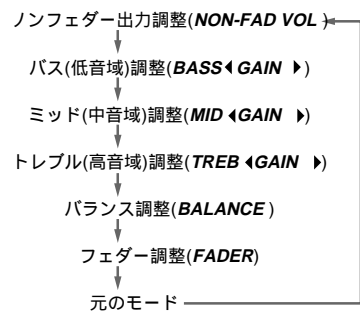 ノンフェダー出力調整(NON-FAD VOL )
バス(低音域)調整(BASS◀ GAIN ▶)
ミッド(中音域)調整(MID ◀GAIN ▶)
トレブル(高音域)調整(TREB ◀GAIN ▶)
バランス調整(BALANCE )
フェダー調整(FADER)
元のモード